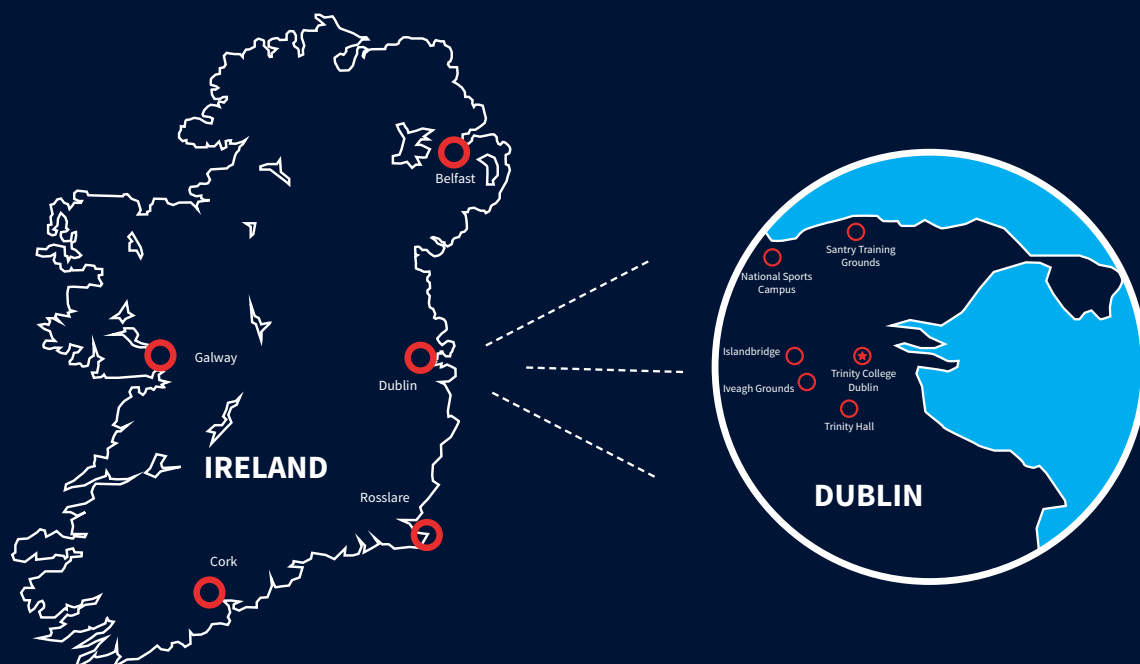 Belfast
Galway
Dublin
IRELAND
Rosslare
Cork
Santry Training
Grounds
National Sports
Campus
Islandbridge
Trinity College
Dublin
Iveagh Grounds
Trinity Hall
DUBLIN